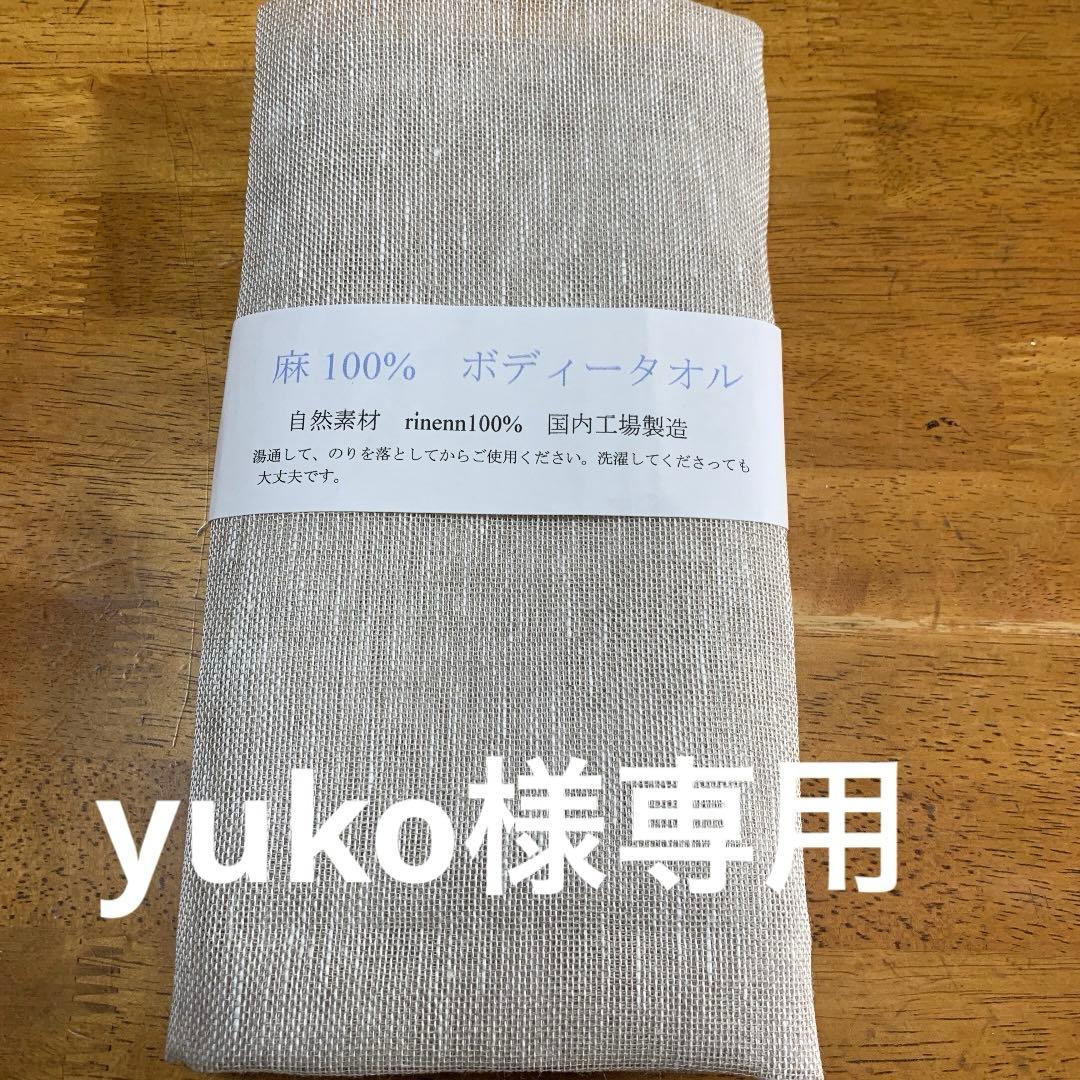 麻 100%　ボディータオル
自然素材　rinenn100%　国内工場製造
湯通して、のりを落としてからご使用ください。洗濯してくださっても
大丈夫です。
yuko様専用